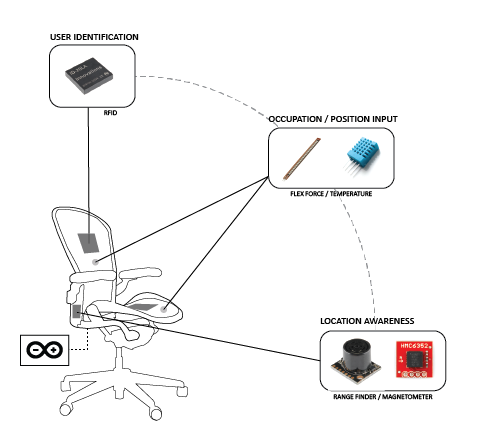 USER IDENTIFICATION
ID-20LA
Innovations
RFID
OCCUPATION / POSITION INPUT
FLEX FORCE / TEMPERATURE
LOCATION AWARENESS
HMC6352
RANGE FINDER / MAGNETOMETER